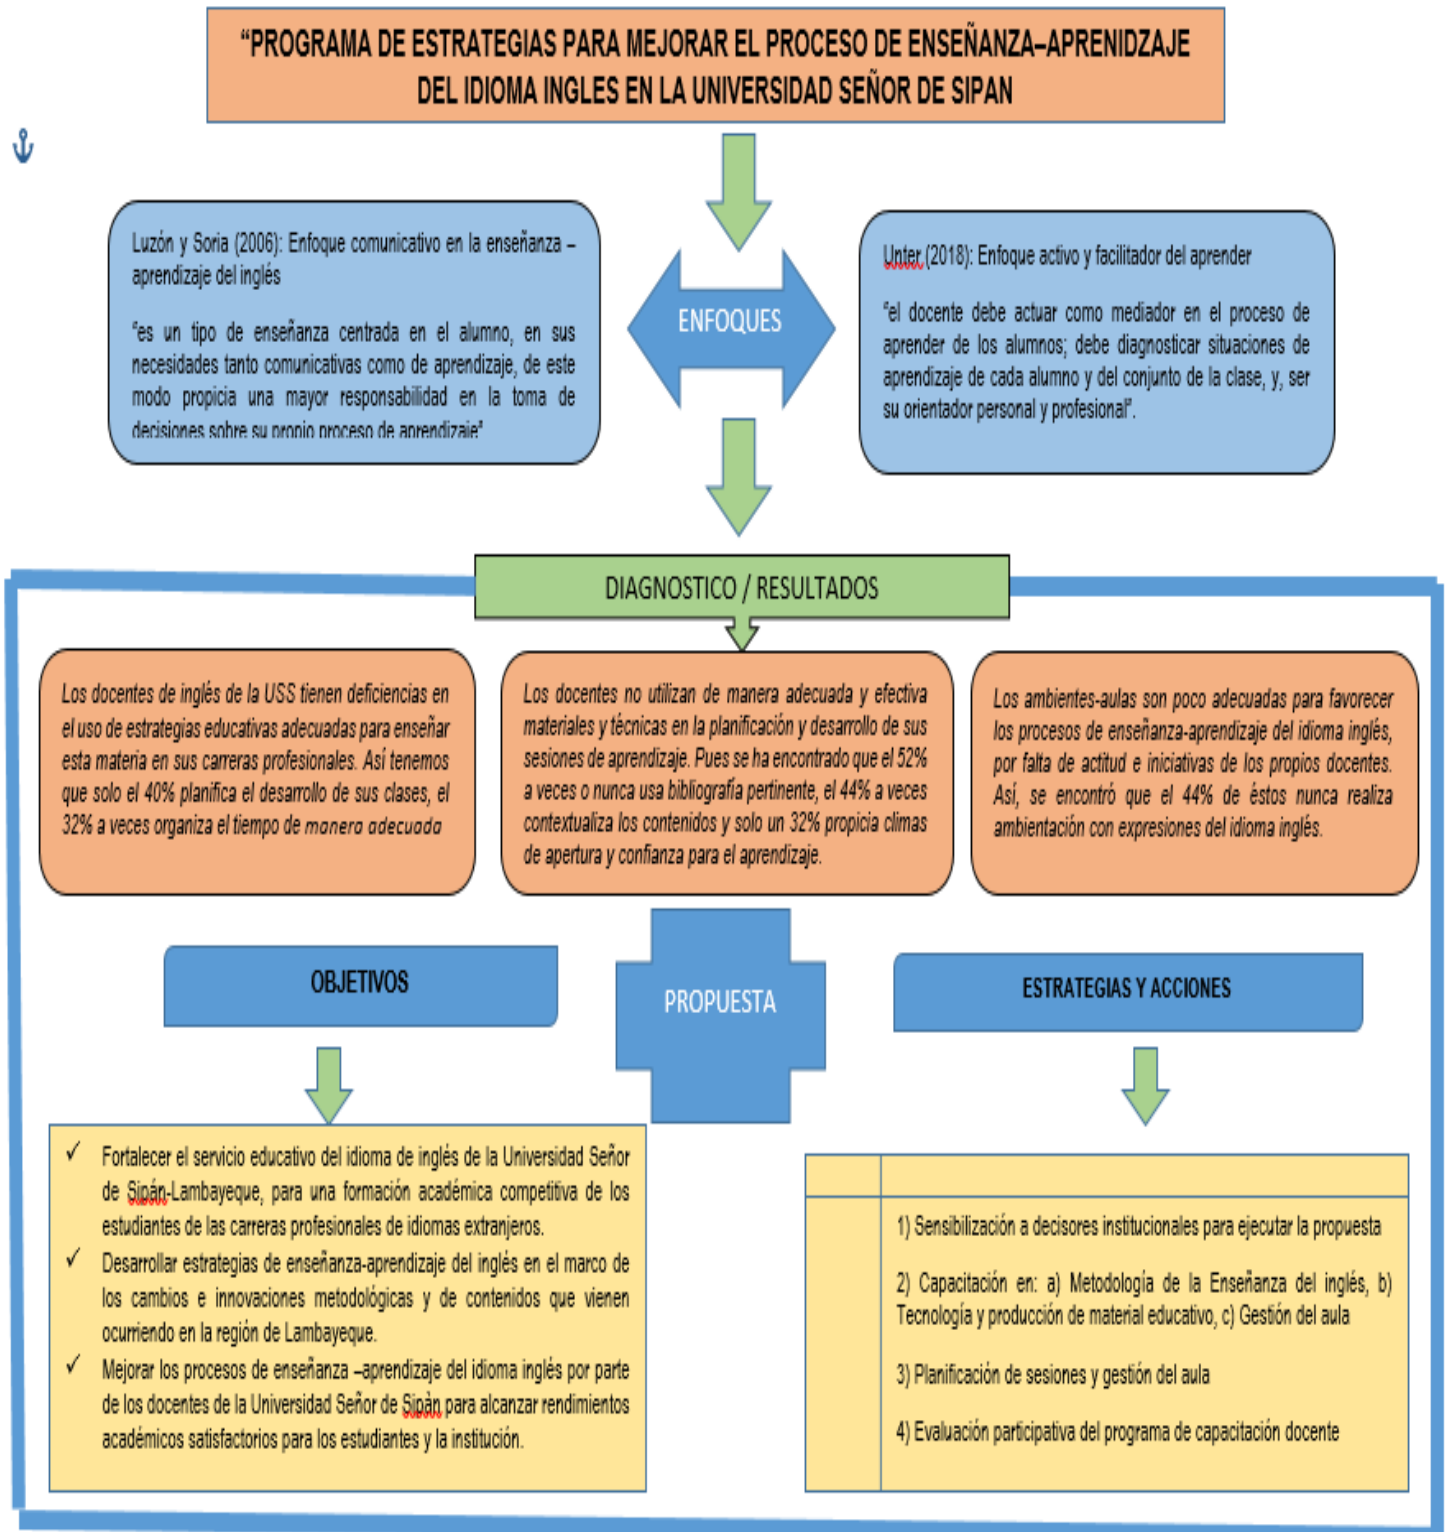 “PROGRAMA DE ESTRATEGIAS PARA MEJORAR EL PROCESO DE ENSEÑANZA–APRENIDZAJE
DEL IDIOMA INGLES EN LA UNIVERSIDAD SEÑOR DE SIPAN
Luzón y Soria (2006): Enfoque comunicativo en la enseñanza –
aprendizaje del inglés
“es un tipo de enseñanza centrada en el alumno, en sus
necesidades tanto comunicativas como de aprendizaje, de este
modo propicia una mayor responsabilidad en la toma de
decisiones sobre su propio proceso de aprendizaje”
ENFOQUES
Unter (2018): Enfoque activo y facilitador del aprender
“el docente debe actuar como mediador en el proceso de
aprender de los alumnos; debe diagnosticar situaciones de
aprendizaje de cada alumno y del conjunto de la clase, y, ser
su orientador personal y profesional”.
DIAGNOSTICO / RESULTADOS
Los docentes de inglés de la USS tienen deficiencias en
el uso de estrategias educativas adecuadas para enseñar
esta materia en sus carreras profesionales. Así tenemos
que solo el 40% planifica el desarrollo de sus clases, el
32% a veces organiza el tiempo de manera adecuada
Los docentes no utilizan de manera adecuada y efectiva
materiales y técnicas en la planificación y desarrollo de sus
sesiones de aprendizaje. Pues se ha encontrado que el 52%
a veces o nunca usa bibliografía pertinente, el 44% a veces
contextualiza los contenidos y solo un 32% propicia climas
de apertura y confianza para el aprendizaje.
Los ambientes-aulas son poco adecuadas para favorecer
los procesos de enseñanza-aprendizaje del idioma inglés,
por falta de actitud e iniciativas de los propios docentes.
Así, se encontró que el 44% de éstos nunca realiza
ambientación con expresiones del idioma inglés.
OBJETIVOS
PROPUESTA
ESTRATEGIAS Y ACCIONES
✓ Fortalecer el servicio educativo del idioma de inglés de la Universidad Señor
de Sipán-Lambayeque, para una formación académica competitiva de los
estudiantes de las carreras profesionales de idiomas extranjeros.
✓ Desarrollar estrategias de enseñanza-aprendizaje del inglés en el marco de
los cambios e innovaciones metodológicas y de contenidos que vienen
ocurriendo en la región de Lambayeque.
✓ Mejorar los procesos de enseñanza –aprendizaje del idioma inglés por parte
de los docentes de la Universidad Señor de Sipàn para alcanzar rendimientos
académicos satisfactorios para los estudiantes y la institución.
1) Sensibilización a decisores institucionales para ejecutar la propuesta
2) Capacitación en: a) Metodología de la Enseñanza del inglés, b)
Tecnología y producción de material educativo, c) Gestión del aula
3) Planificación de sesiones y gestión del aula
4) Evaluación participativa del programa de capacitación docente